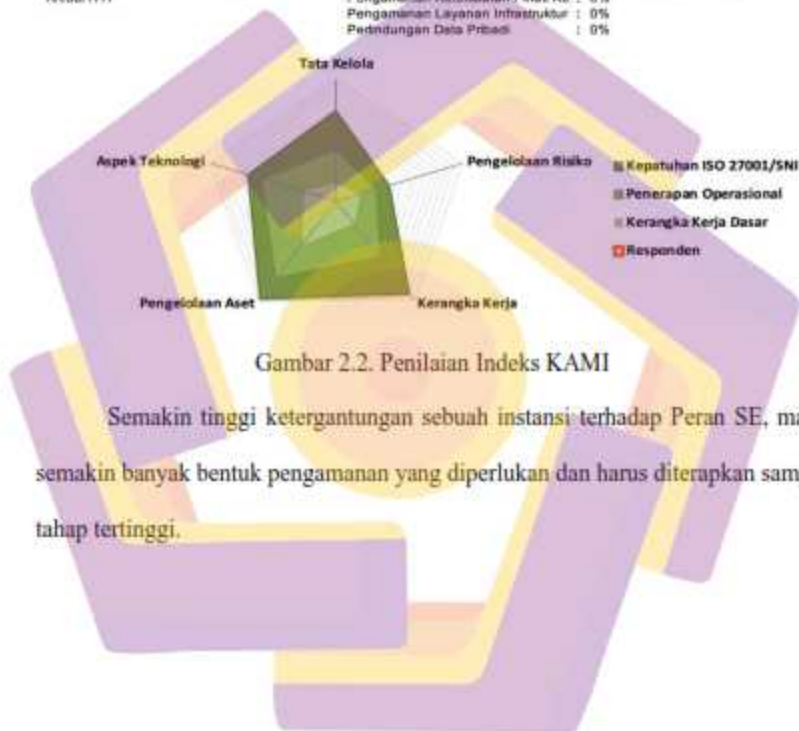 Pengamanan Layanan Infrastruktur : 0%
Perlindungan Data Pribadi : 0%
Tata Kelola
Aspek Teknologi
Pengelolaan Risiko
Kepatuhan ISO 27001/SNI
Penerapan Operasional
Kerangka Kerja Dasar
Responden
Pengelolaan Aset
Kerangka Kerja
Gambar 2.2. Penilaian Indeks KAMI
Semakin tinggi ketergantungan sebuah instansi terhadap Peran SE, ma
semakin banyak bentuk pengamanan yang diperlukan dan harus diterapkan sam
tahap tertinggi.